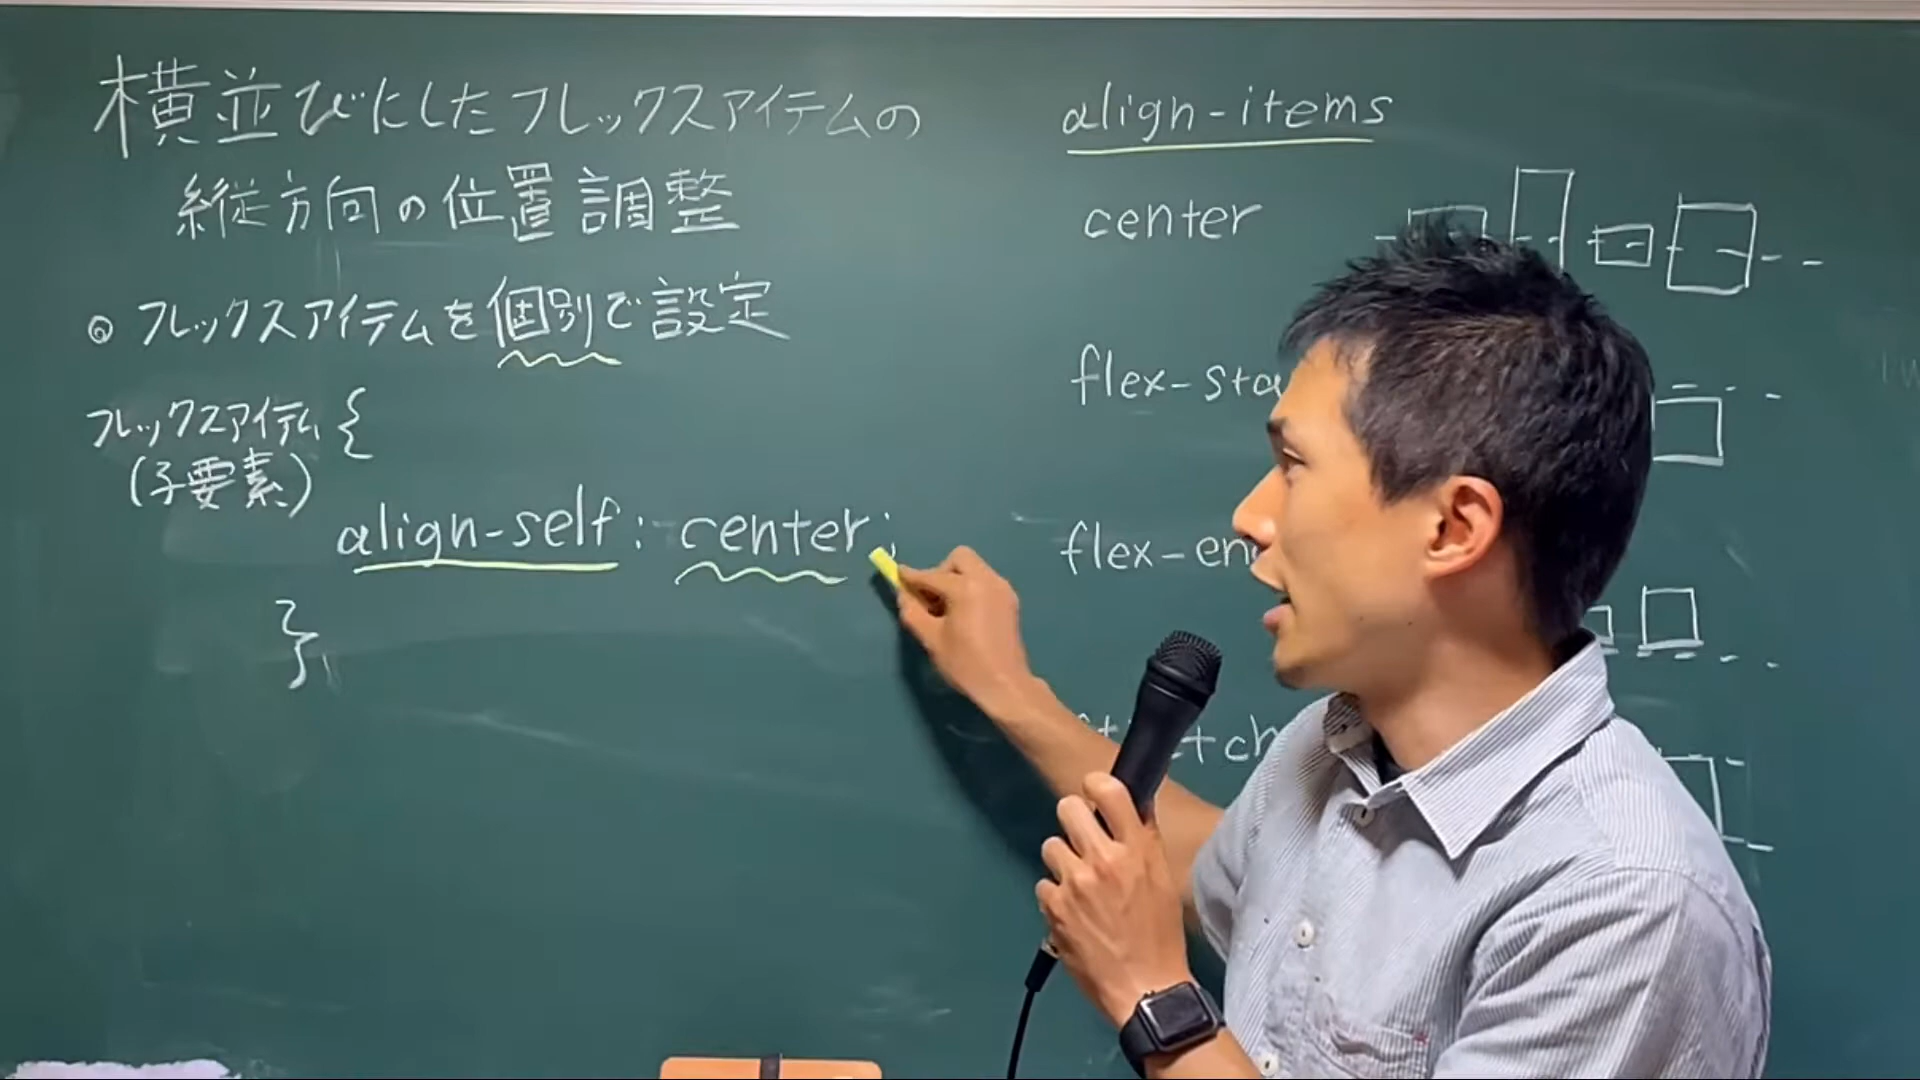 横並びにしたフレックスアイテムの
縦方向の位置調整
◎ フレックスアイテムを個別で設定
フレックスアイテム {
(子要素)
align-self: center;
}
align-items
center